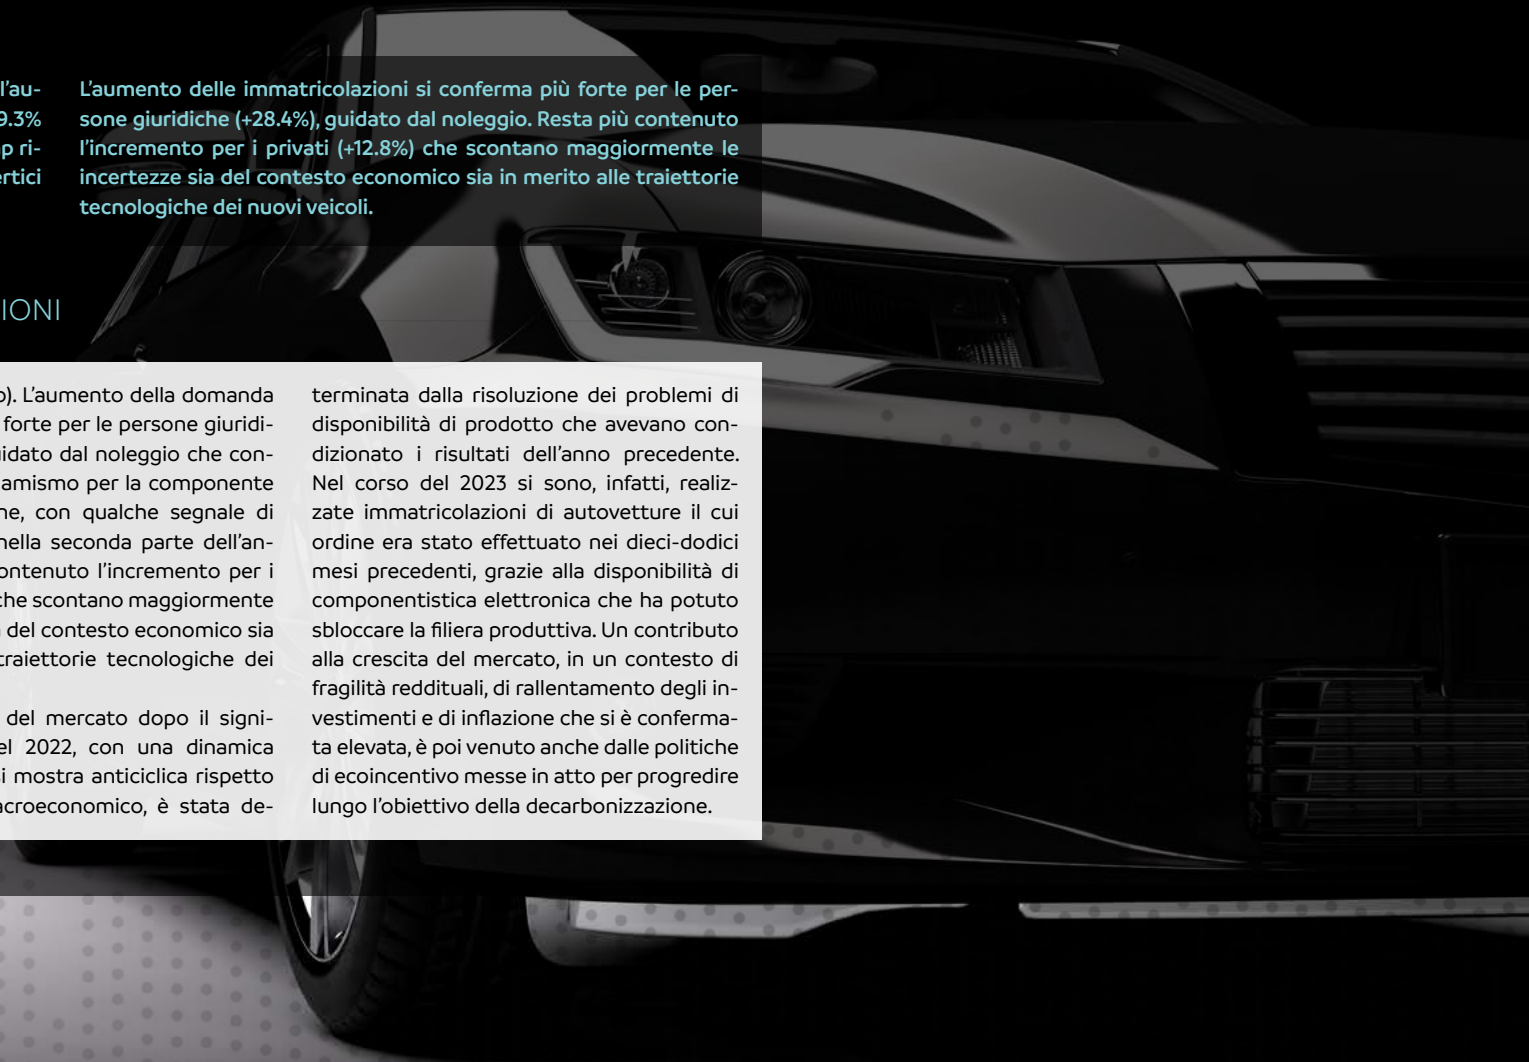 l'au-
9.3%
p ri-
ertici
L'aumento delle immatricolazioni si conferma più forte per le per-
sone giuridiche (+28.4%), guidato dal noleggio. Resta più contenuto
l'incremento per i privati (+12.8%) che scontano maggiormente le
incertezze sia del contesto economico sia in merito alle traiettorie
tecnologiche dei nuovi veicoli.
IONI
o). L'aumento della domanda
forte per le persone giuridi-
uidato dal noleggio che con-
amismo per la componente
ne, con qualche segnale di
nella seconda parte dell'an-
ontenuto l'incremento per i
che scontano maggiormente
del contesto economico sia
traiettorie tecnologiche dei
del mercato dopo il signi-
el 2022, con una dinamica
si mostra anticiclica rispetto
acroeconomico, è stata de-
terminata dalla risoluzione dei problemi di
disponibilità di prodotto che avevano con-
dizionato i risultati dell'anno precedente.
Nel corso del 2023 si sono, infatti, realiz-
zate immatricolazioni di autovetture il cui
ordine era stato effettuato nei dieci-dodici
mesi precedenti, grazie alla disponibilità di
componentistica elettronica che ha potuto
sbloccare la filiera produttiva. Un contributo
alla crescita del mercato, in un contesto di
fragilità reddituali, di rallentamento degli in-
vestimenti e di inflazione che si è conferma-
ta elevata, è poi venuto anche dalle politiche
di ecoincentivo messe in atto per progredire
lungo l'obiettivo della decarbonizzazione.